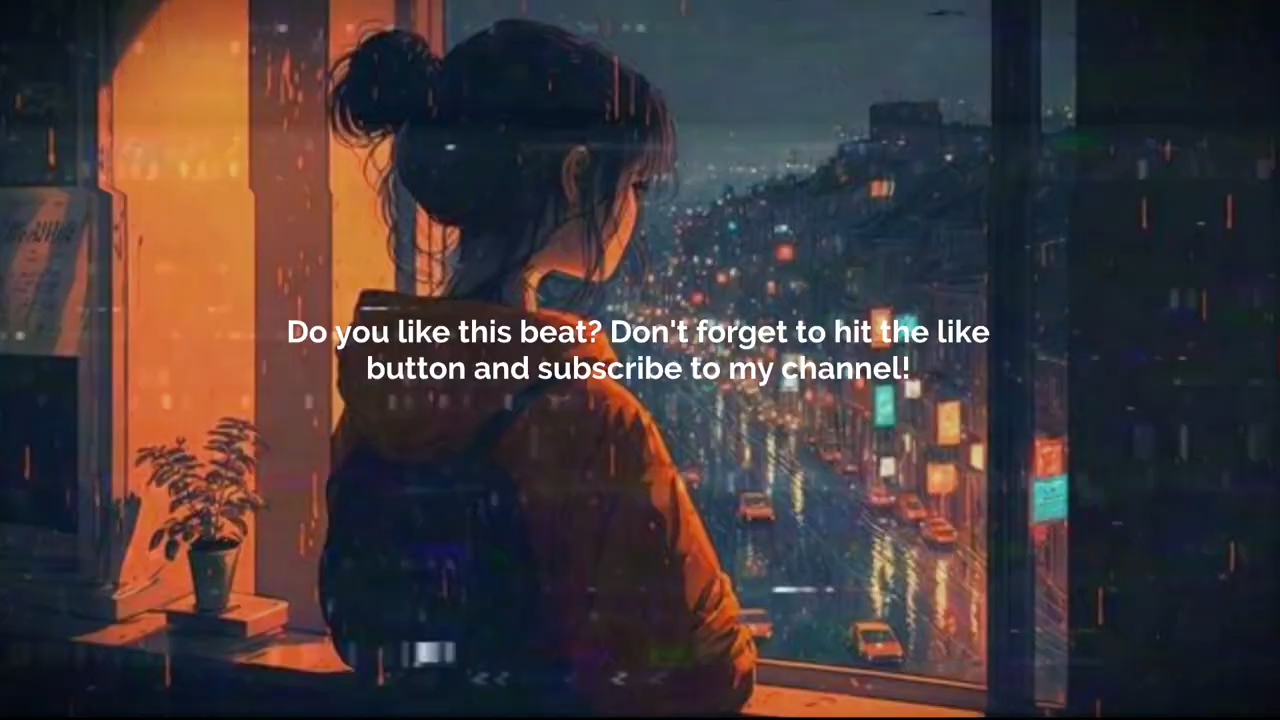 Do you like this beat? Don't forget to hit the like
button and subscribe to my channel!